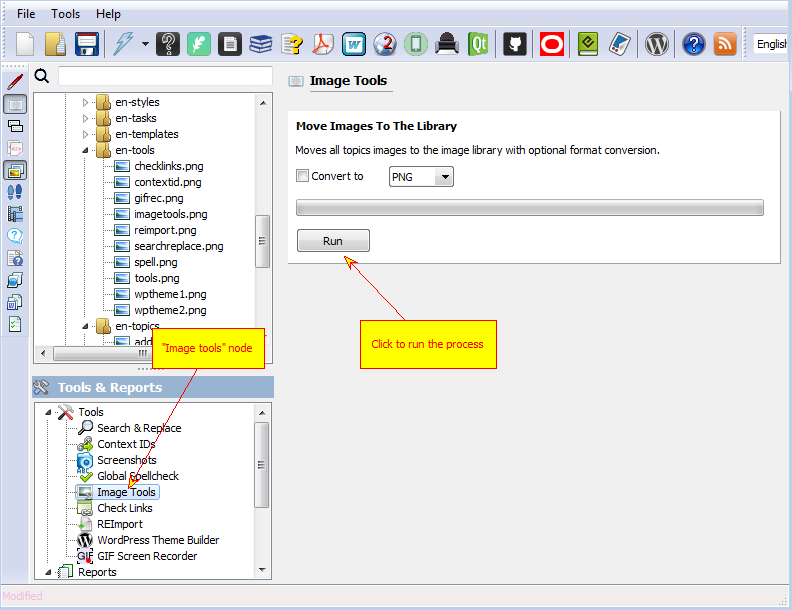 File Tools Help
English
Image Tools
en-styles
en-tasks
en-templates
en-tools
checklinks.png
contextid.png
gifrec.png
imagetools.png
reimport.png
searchreplace.png
spell.png
tools.png
wptheme1.png
wptheme2.png
en-topics
Move Images To The Library
Moves all topics images to the image library with optional format conversion.
Convert to PNG
Run
"Image tools" node
Click to run the process
Tools & Reports
Tools
Search & Replace
Context IDs
Screenshots
ABC
Global Spellcheck
Image Tools
Check Links
REImport
WordPress Theme Builder
GIF GIF Screen Recorder
Reports
Modified